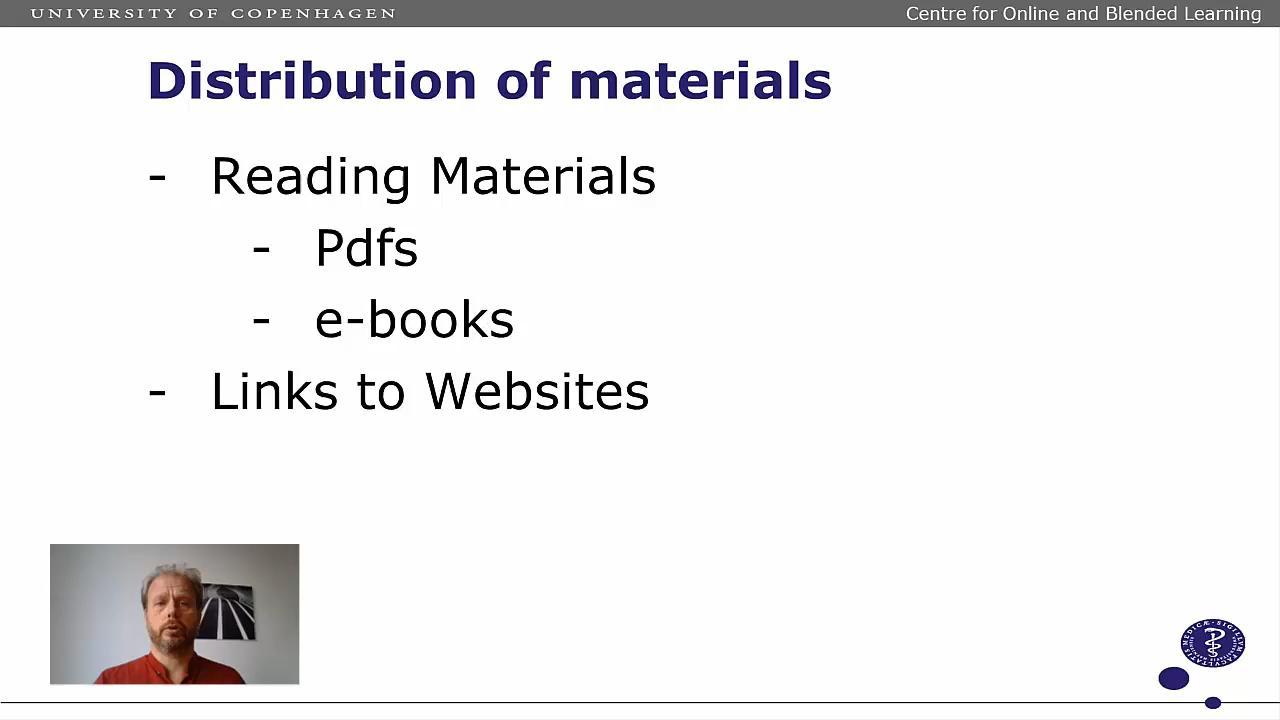 UNIVERSITY OF COPENHAGEN
Centre for Online and Blended Learning
Distribution of materials
- Reading Materials
- Pdfs
- e-books
- Links to Websites